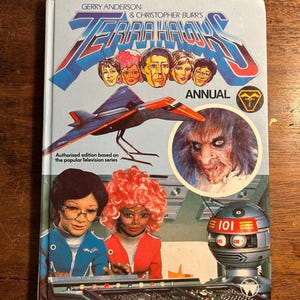 GERRY ANDERSON
& CHRISTOPHER BURR'S
TERRAHAWKS
ANNUAL
Authorised edition based on
the popular Television series
101